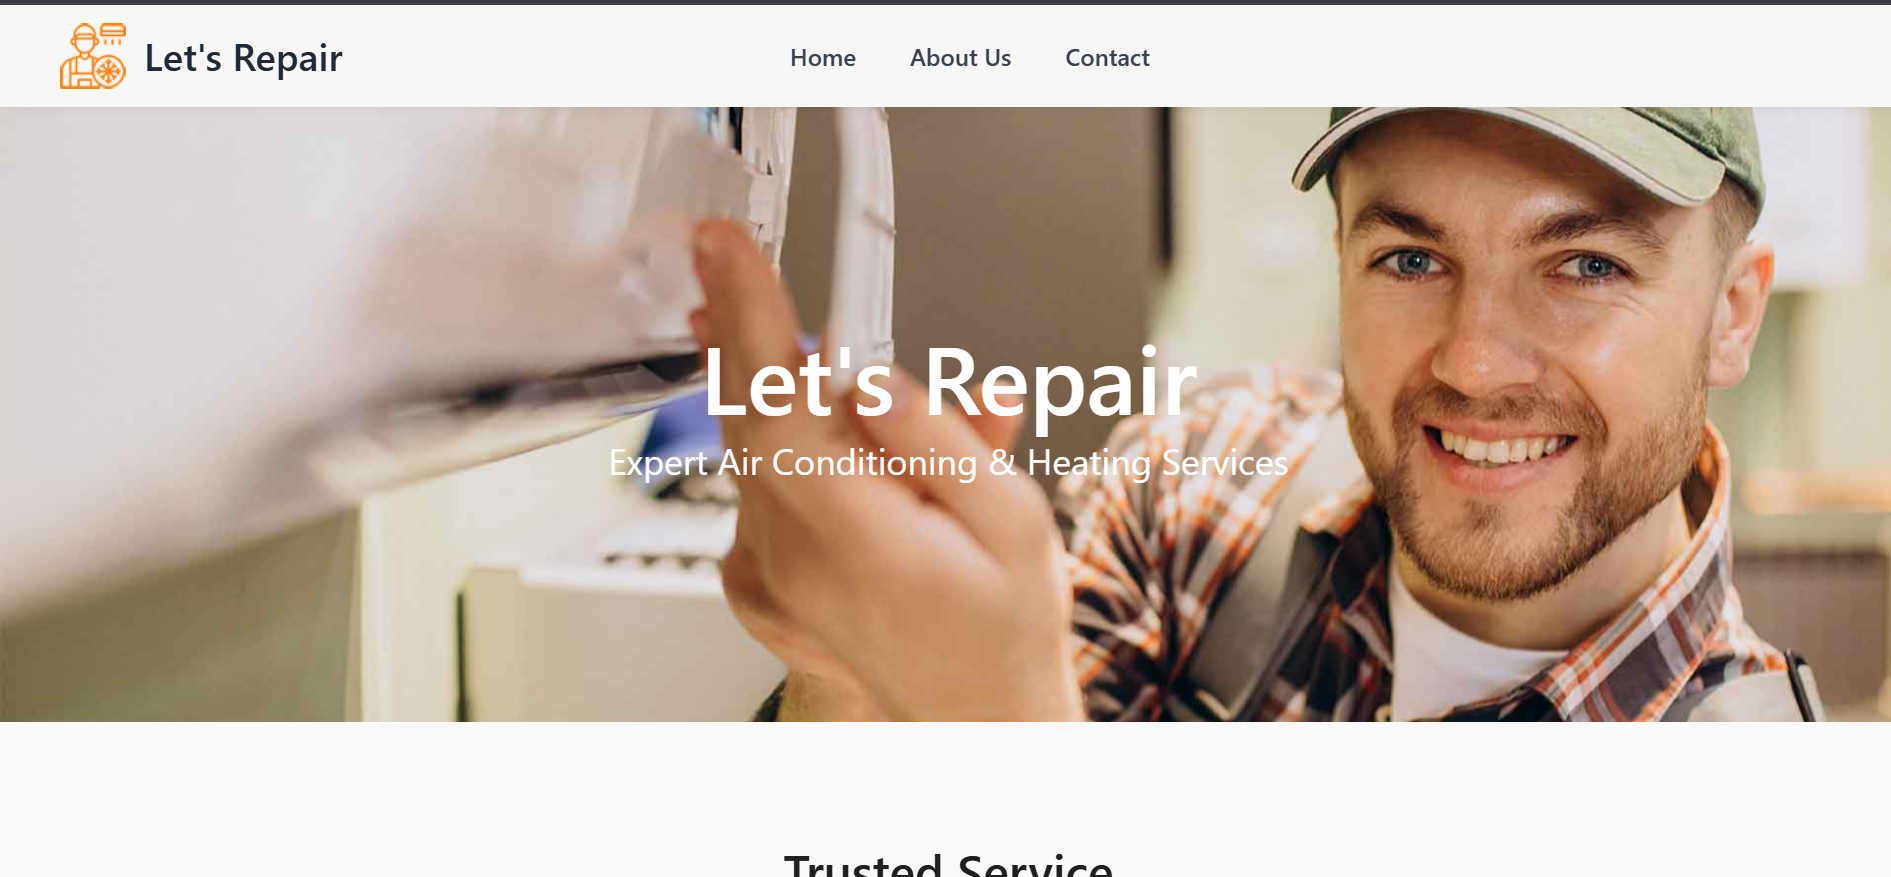 Let's Repair
Home
About Us
Contact
Let's Repair
Expert Air Conditioning & Heating Services
Trusted Service